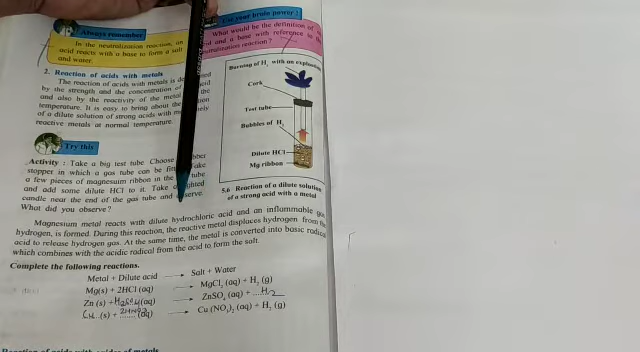 Always remember
In the neutralization reaction, an
acid reacts with a base to form a salt
and water.
Use your brain power !
What would be the definition of
and a base with reference to
reaction ?
2. Reaction of acids with metals
The reaction of acids with metals is
by the strength and the concentration of
and also by the reactivity of the metal
temperature. It is easy to bring about the
of a dilute solution of strong acids with
reactive metals at normal temperature.
Try this
Activity : Take a big test tube Choose
stopper in which a gas tube can be
a few pieces of magnesium ribbon in the tube
and add some dilute HCl to it. Take
candle near the end of the gas tube and
What did you observe ?
Burning of H₂ with an
Cork
Test tube
Bubbles of H₂
Dilute HCl
Mg ribbon
5.6 Reaction of a dilute solution
of a strong acid with a metal
Magnesium metal reacts with dilute hydrochloric acid and an inflammable
hydrogen, is formed. During this reaction, the reactive metal displaces hydrogen from
acid to release hydrogen gas. At the same time, the metal is converted into basic
which combines with the acidic radical from the acid to form the salt.
Complete the following reactions.
Metal + Dilute acid → Salt + Water
Mg(s) + 2HCl (aq) → MgCl₂ (aq) + H₂ (g)
Zn (s) + H₂SO₄(aq) → ZnSO₄ (aq) + H₂
Cu (s) + 2HNO₃ (aq) → Cu (NO₃)₂ (aq) + H₂ (g)